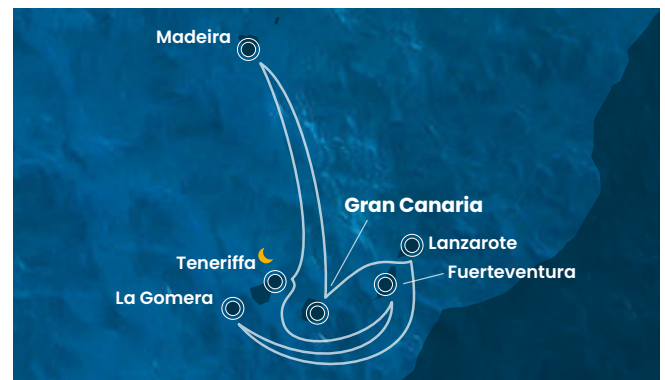 Madeira
Gran Canaria
Lanzarote
Teneriffa
Fuerteventura
La Gomera